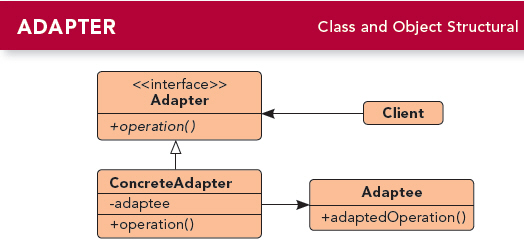 ADAPTER
Class and Object Structural
<<interface>>
Adapter
+operation()
Client
ConcreteAdapter
-adaptee
+operation()
Adaptee
+adaptedOperation()